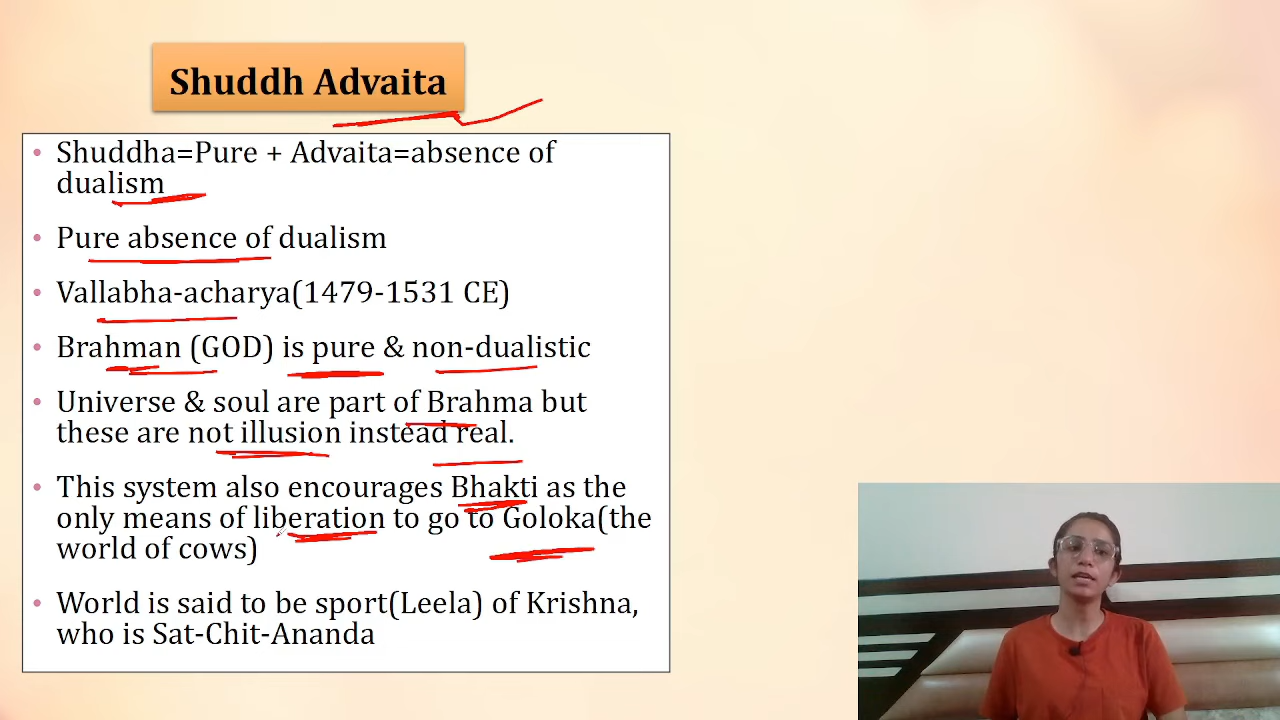 Shuddh Advaita
• Shuddha=Pure + Advaita=absence of
dualism
• Pure absence of dualism
• Vallabha-acharya(1479-1531 CE)
• Brahman (GOD) is pure & non-dualistic
• Universe & soul are part of Brahma but
these are not illusion instead real.
• This system also encourages Bhakti as the
only means of liberation to go to Goloka(the
world of cows)
• World is said to be sport(Leela) of Krishna,
who is Sat-Chit-Ananda